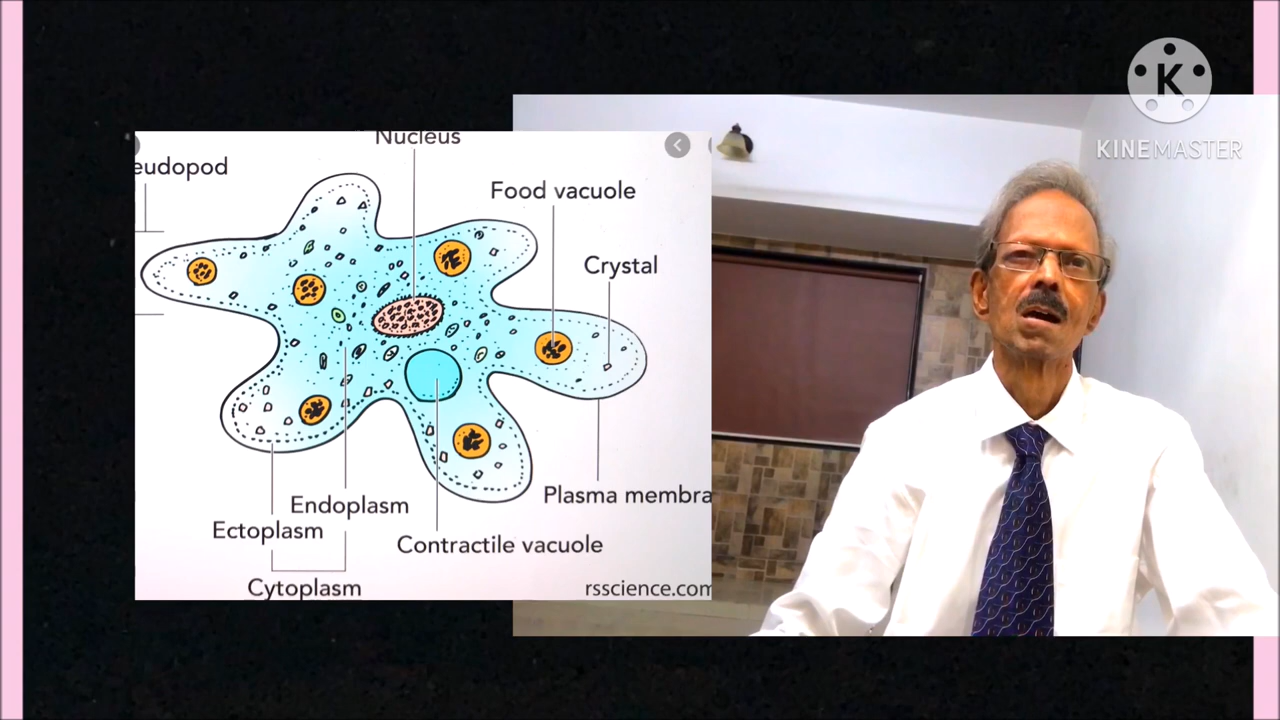 Nucleus
eudopod
Food vacuole
Crystal
Endoplasm
Plasma membra
Ectoplasm
Contractile vacuole
Cytoplasm
rsscience.com
K
KINEMASTER